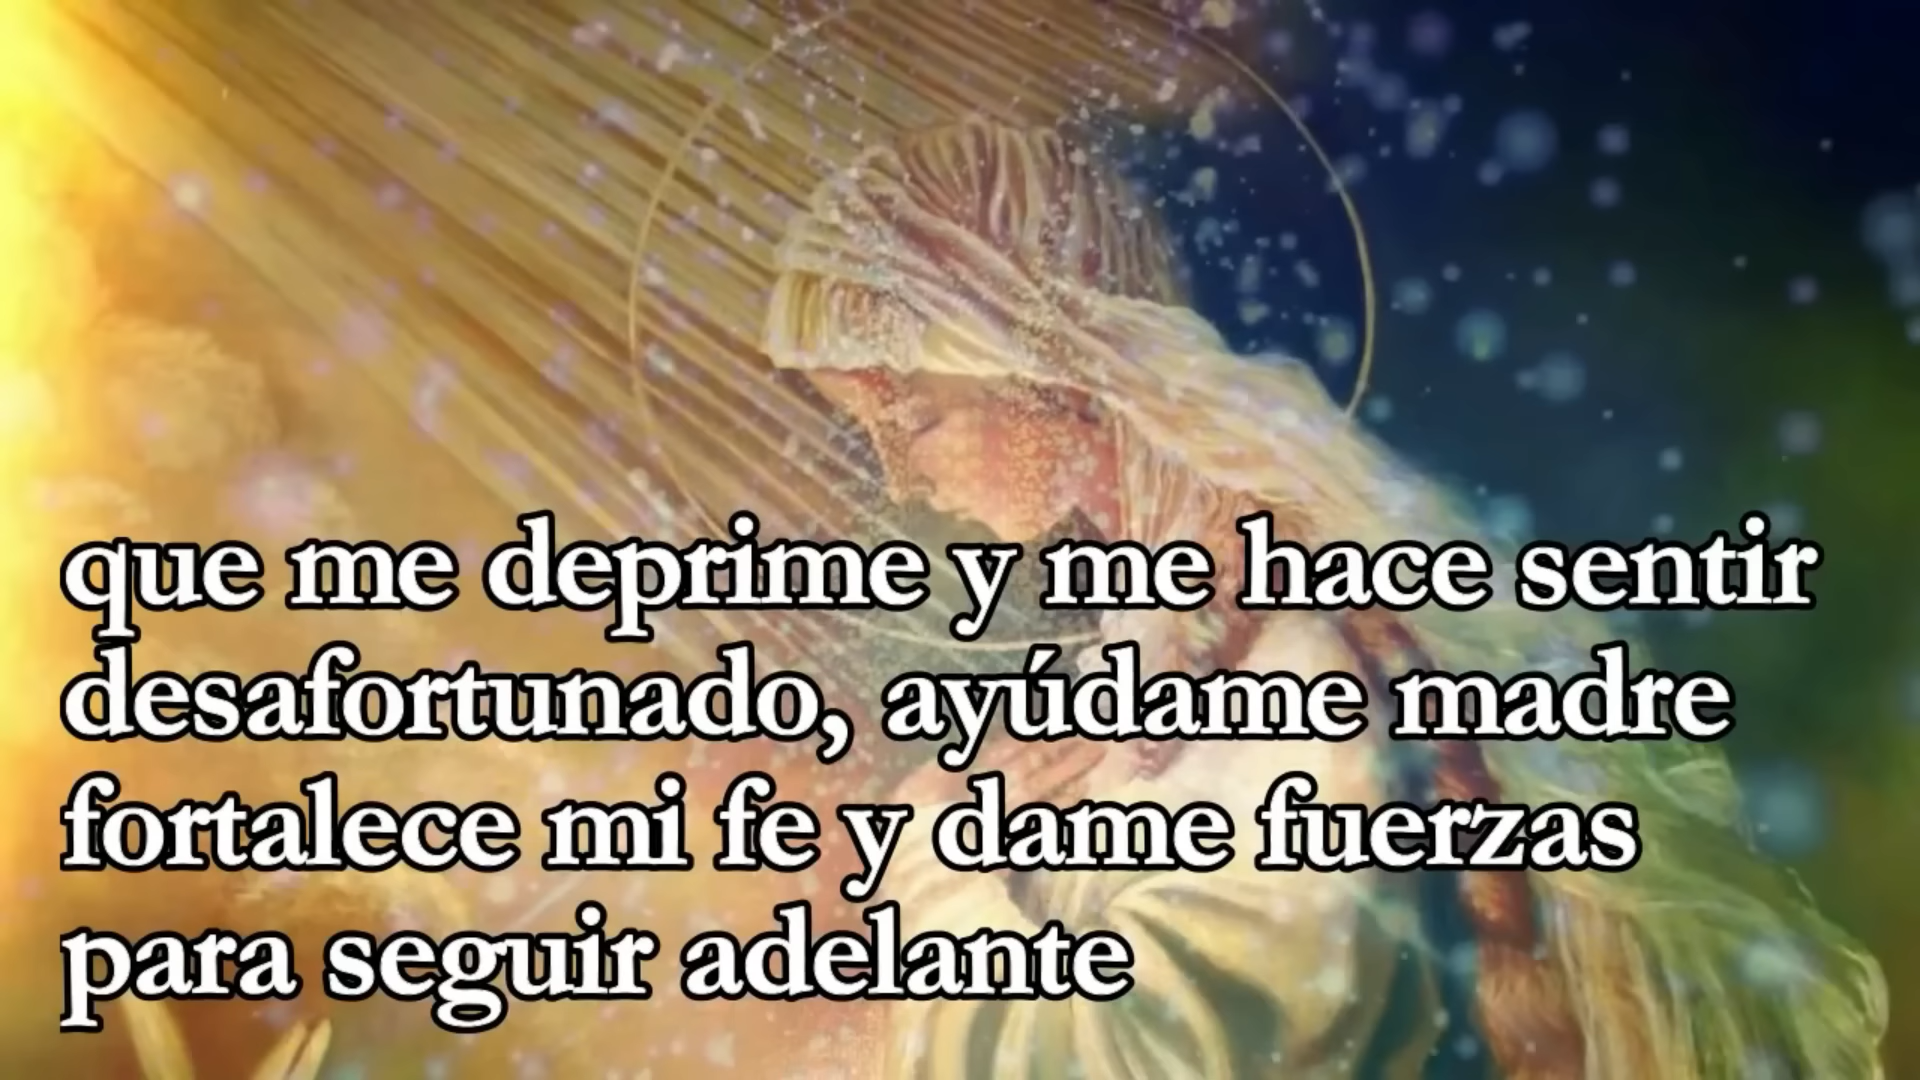 que me deprime y me hace sentir
desafortunado, ayúdame madre
fortalece mi fe y dame fuerzas
para seguir adelante